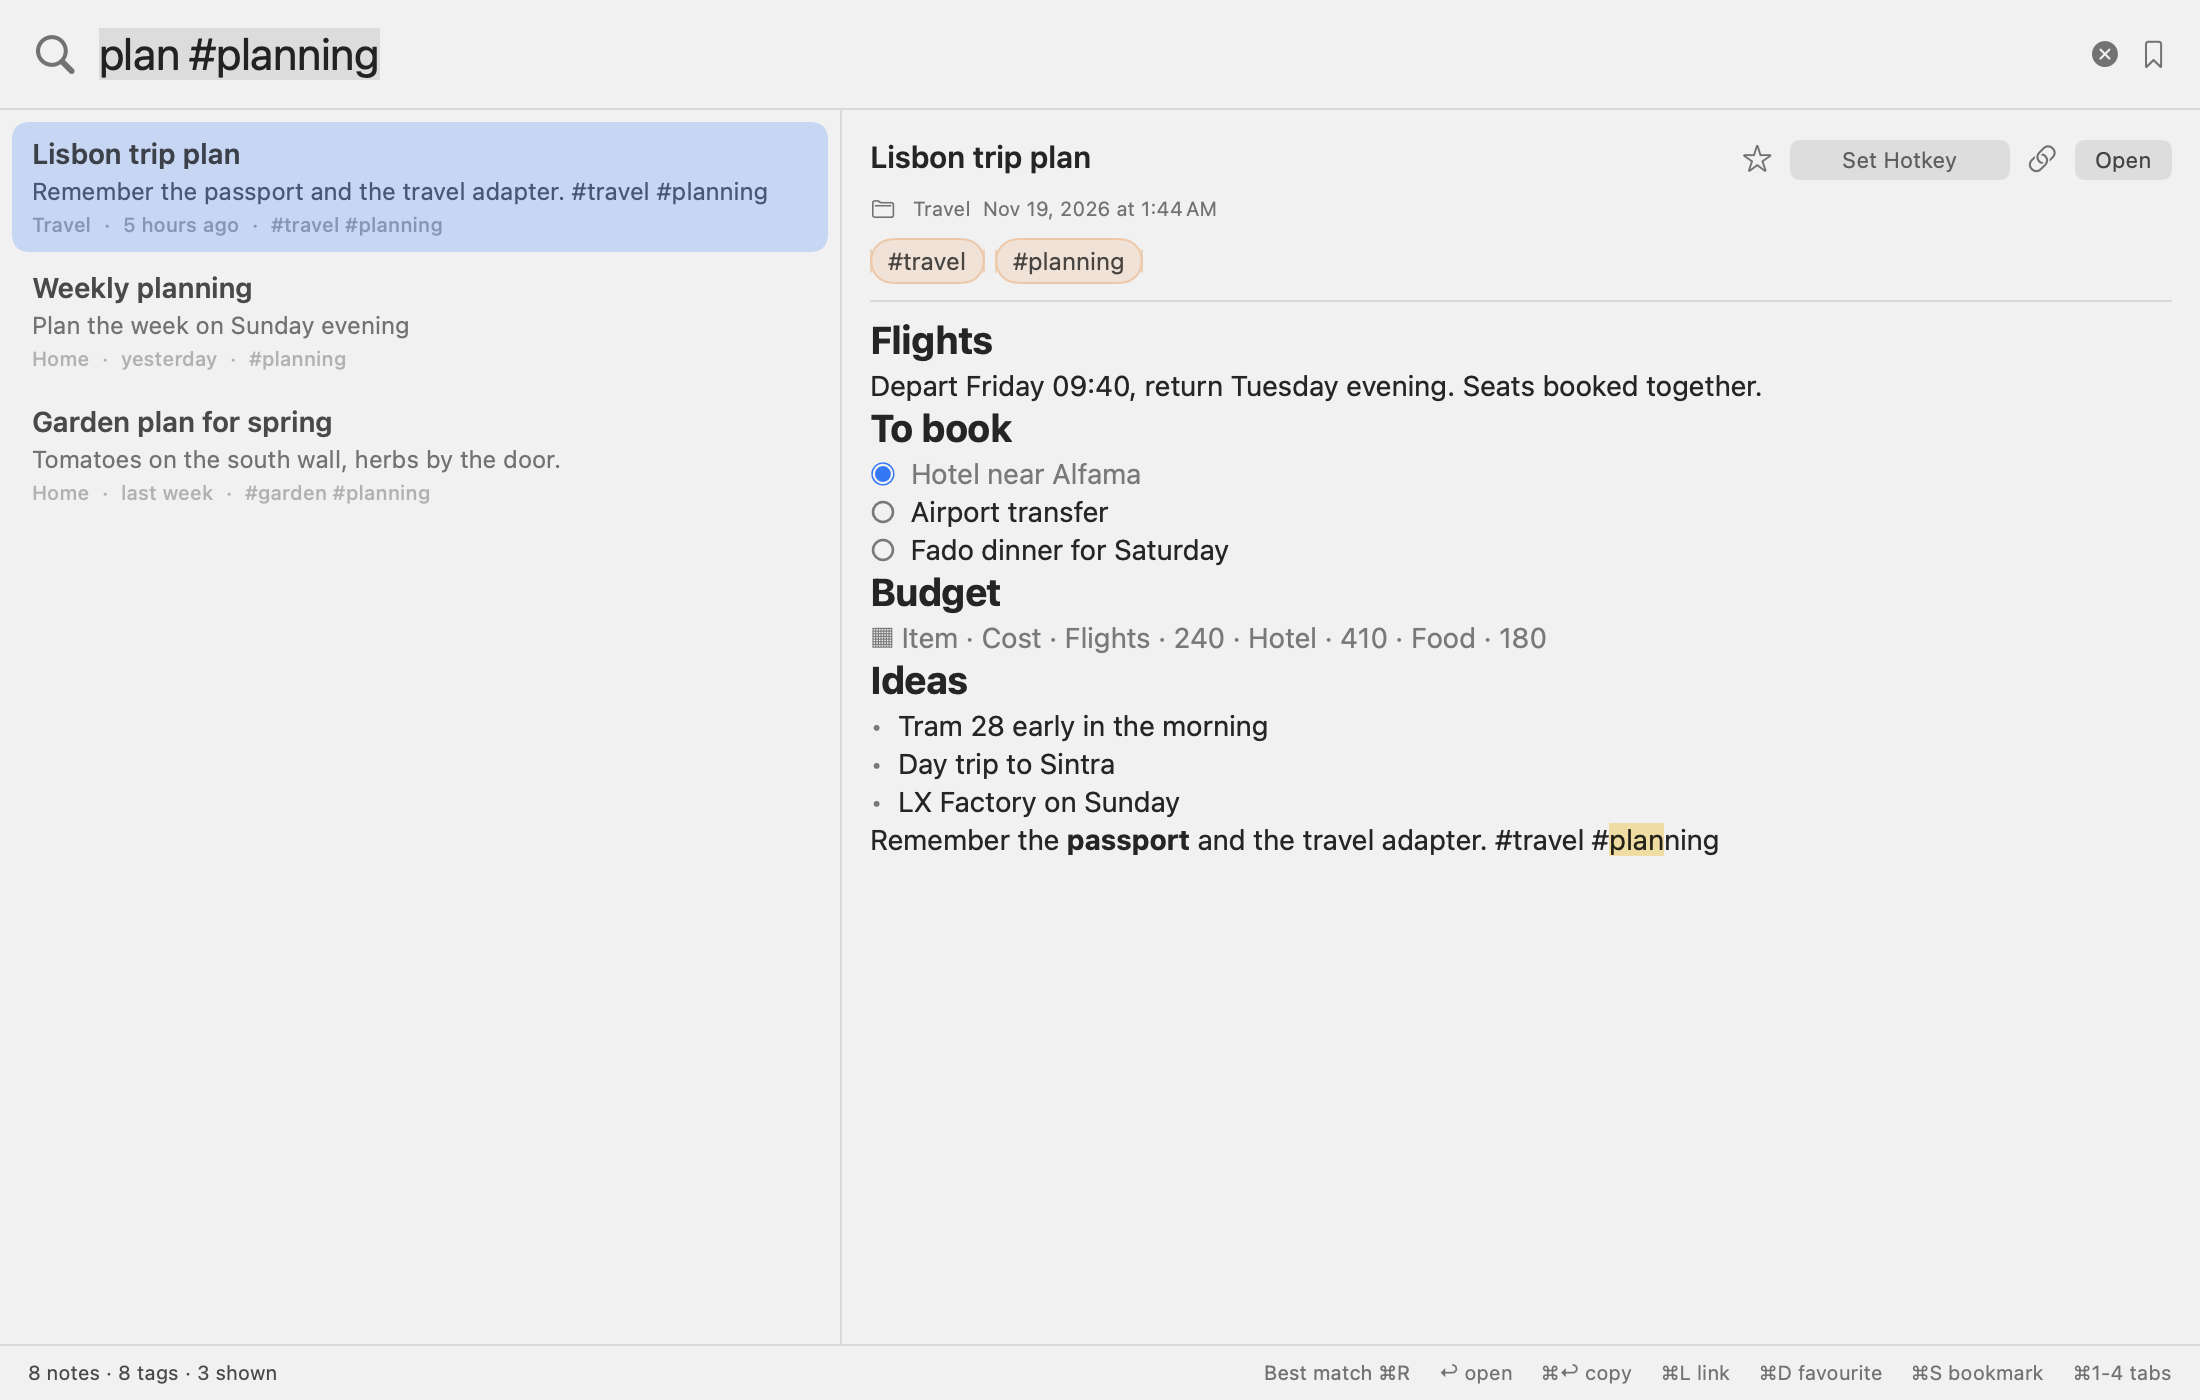 plan #planning
Lisbon trip plan
Remember the passport and the travel adapter. #travel #planning
Travel · 5 hours ago · #travel #planning
Weekly planning
Plan the week on Sunday evening
Home · yesterday · #planning
Garden plan for spring
Tomatoes on the south wall, herbs by the door.
Home · last week · #garden #planning
Lisbon trip plan
Set Hotkey
Open
Travel Nov 19, 2026 at 1:44 AM
#travel #planning
Flights
Depart Friday 09:40, return Tuesday evening. Seats booked together.
To book
Hotel near Alfama
Airport transfer
Fado dinner for Saturday
Budget
▦ Item · Cost · Flights · 240 · Hotel · 410 · Food · 180
Ideas
• Tram 28 early in the morning
• Day trip to Sintra
• LX Factory on Sunday
Remember the passport and the travel adapter. #travel #planning
8 notes · 8 tags · 3 shown
Best match ⌘R ↩ open ⌘↩ copy ⌘L link ⌘D favourite ⌘S bookmark ⌘1-4 tabs